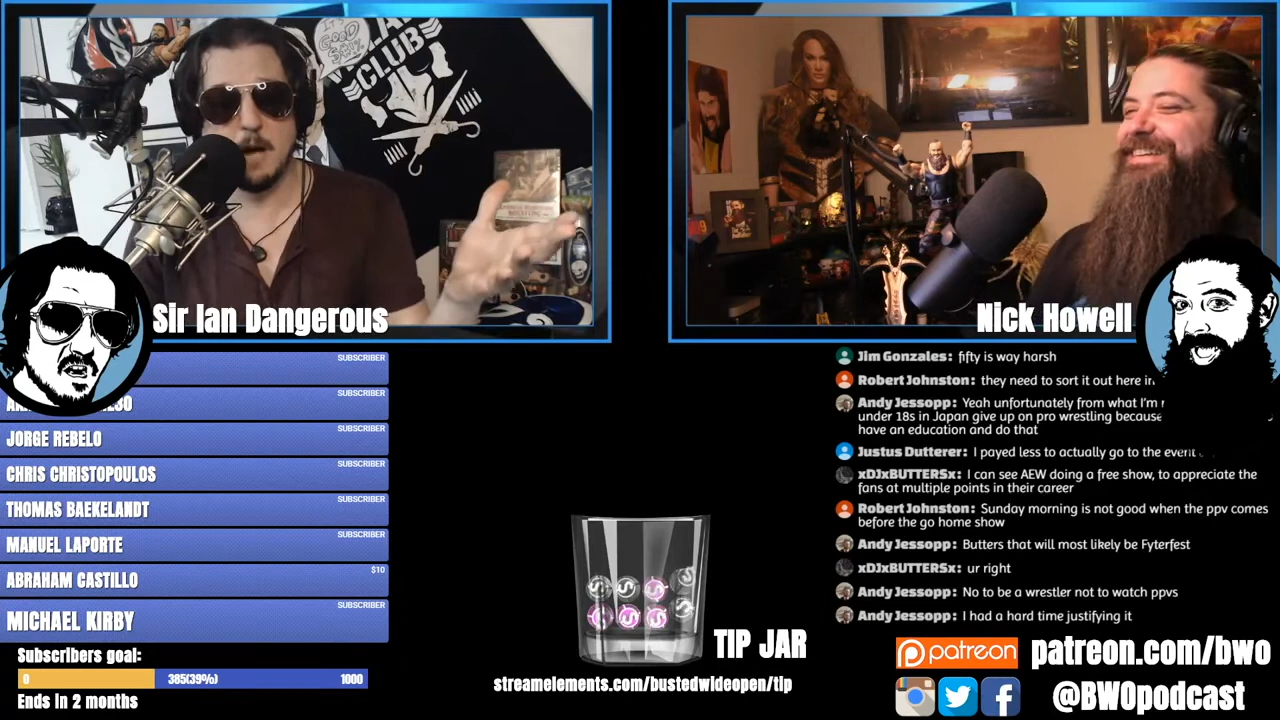 IT'S
GOOD
SHIT
CLUB
Sir Ian Dangerous
Nick Howell
SUBSCRIBER
SUBSCRIBER
SUBSCRIBER
JORGE REBELO
SUBSCRIBER
CHRIS CHRISTOPOULOS
SUBSCRIBER
THOMAS BAEKELANDT
SUBSCRIBER
MANUEL LAPORTE
$10
ABRAHAM CASTILLO
SUBSCRIBER
MICHAEL KIRBY
Subscribers goal:
0 385(39%) 1000
Ends in 2 months
TIP JAR
streamelements.com/bustedwideopen/tip
Jim Gonzales: fifty is way harsh
Robert Johnston: they need to sort it out here in
Andy Jessopp: Yeah unfortunately from what I'm
under 18s in Japan give up on pro wrestling because
have an education and do that
Justus Dutterer: I payed less to actually go to the event
xDJxBUTTERSx: I can see AEW doing a free show, to appreciate the
fans at multiple points in their career
Robert Johnston: Sunday morning is not good when the ppv comes
before the go home show
Andy Jessopp: Butters that will most likely be Fyterfest
xDJxBUTTERSx: ur right
Andy Jessopp: No to be a wrestler not to watch ppvs
Andy Jessopp: I had a hard time justifying it
patreon patreon.com/bwo
@BWOpodcast